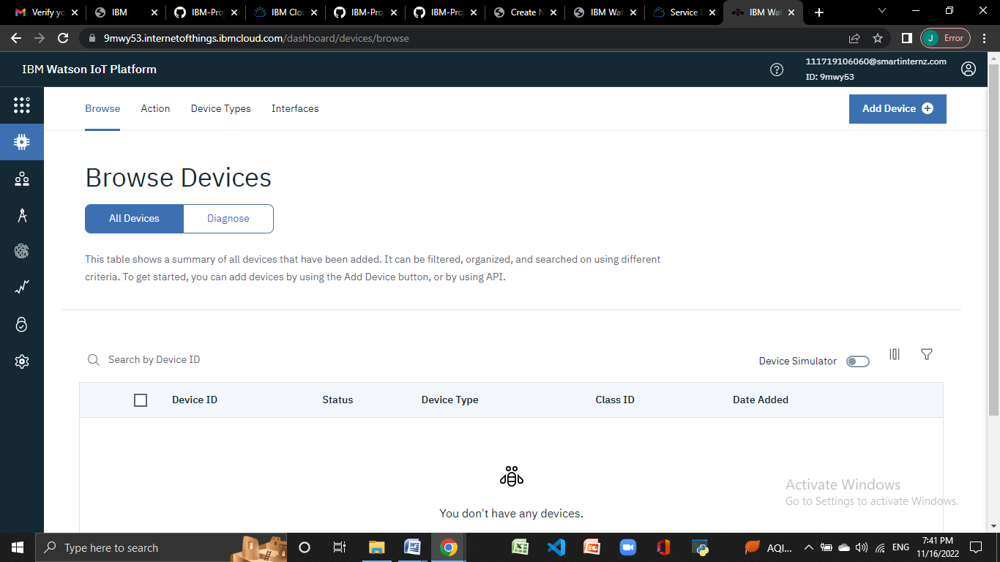 Verify yo
IBM
IBM-Proj
IBM Clou
IBM-Proj
IBM-Proj
Create N
IBM Wat
Service D
IBM Wat
9mwy53.internetofthings.ibmcloud.com/dashboard/devices/browse
J Error
IBM Watson IoT Platform
111719106060@smartinternz.com
ID: 9mwy53
Browse
Action
Device Types
Interfaces
Add Device
Browse Devices
All Devices
Diagnose
This table shows a summary of all devices that have been added. It can be filtered, organized, and searched on using different
criteria. To get started, you can add devices by using the Add Device button, or by using API.
Search by Device ID
Device Simulator
Device ID
Status
Device Type
Class ID
Date Added
You don't have any devices.
Activate Windows
Go to Settings to activate Windows.
Type here to search
AQI...
ENG
7:41 PM
11/16/2022